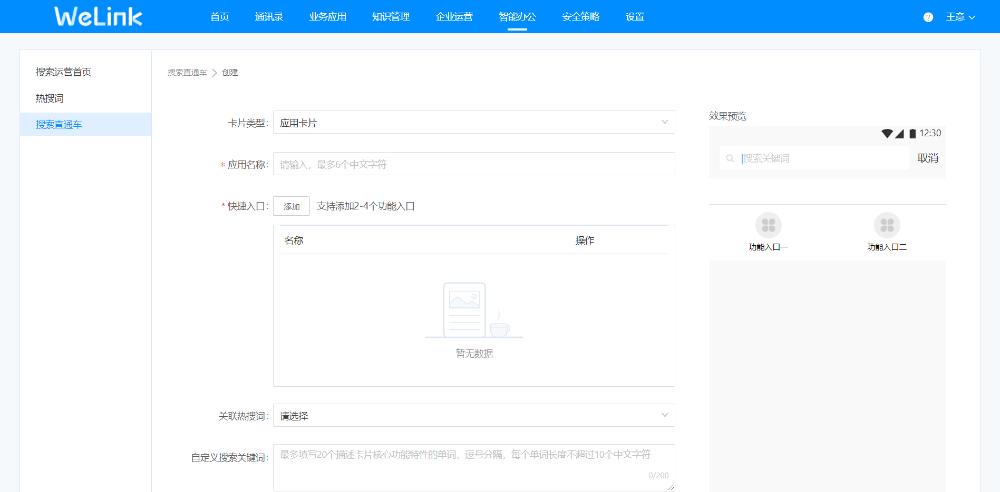 WeLink 首页 通讯录 业务应用 知识管理 企业运营 智能办公 安全策略 设置 ? 王意
搜索运营首页
热搜词
搜索直通车
搜索直通车 > 创建
卡片类型: 应用卡片
* 应用名称: 请输入，最多6个中文字符
* 快捷入口: 添加 支持添加2-4个功能入口
名称 操作
暂无数据
关联热搜词: 请选择
自定义搜索关键词: 最多填写20个描述卡片核心功能特性的单词，逗号分隔，每个单词长度不超过10个中文字符
0/200
效果预览
12:30
搜索关键词 取消
功能入口一 功能入口二